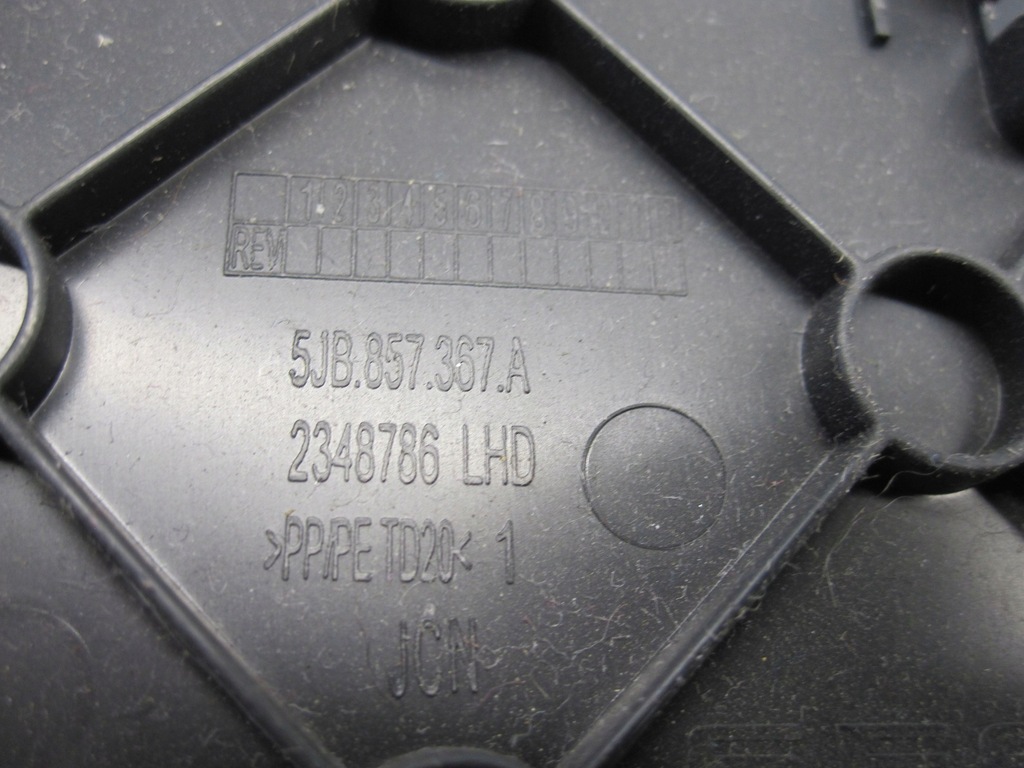 1 2 3 4 5 6 7 8 9 10 11 12
REV
5JB.857.367.A
2348786 LHD
>PP/PE TD20< 1
JCN